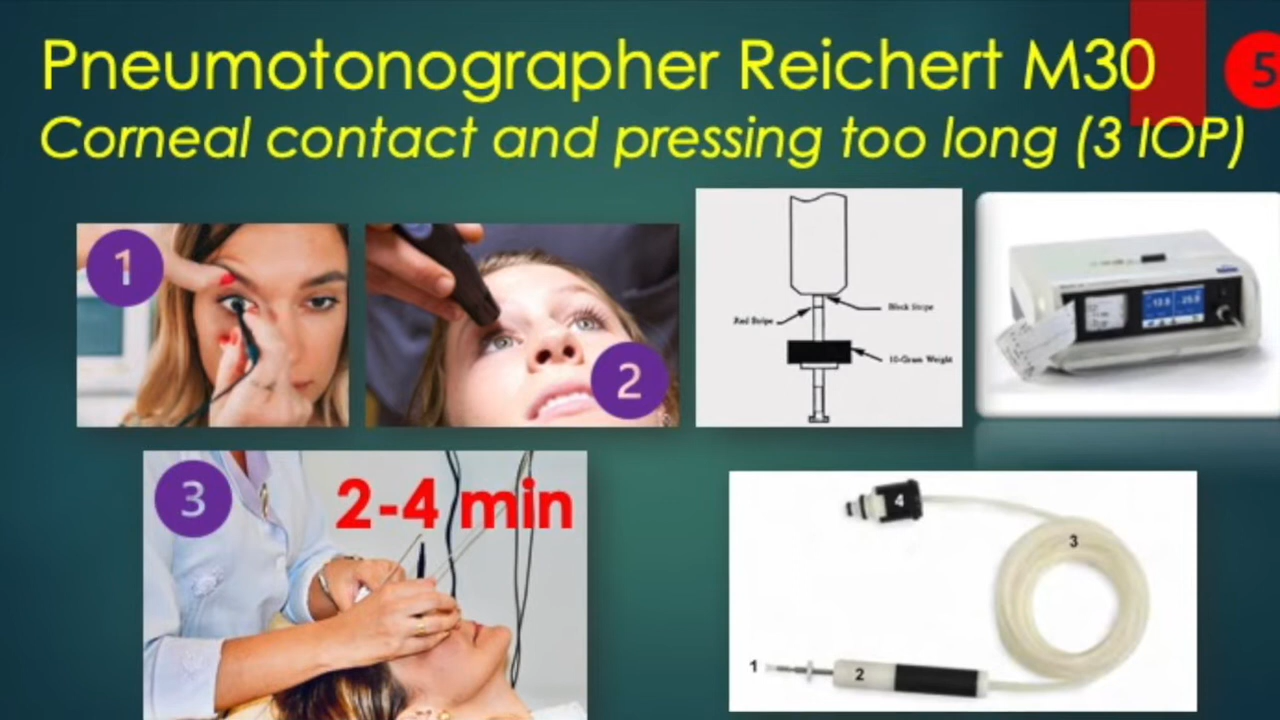 Pneumotonographer Reichert M30
5
Corneal contact and pressing too long (3 IOP)
1
2
Black Stripe
Red Stripe
10-Gram Weight
3
2-4 min
4
3
1
2